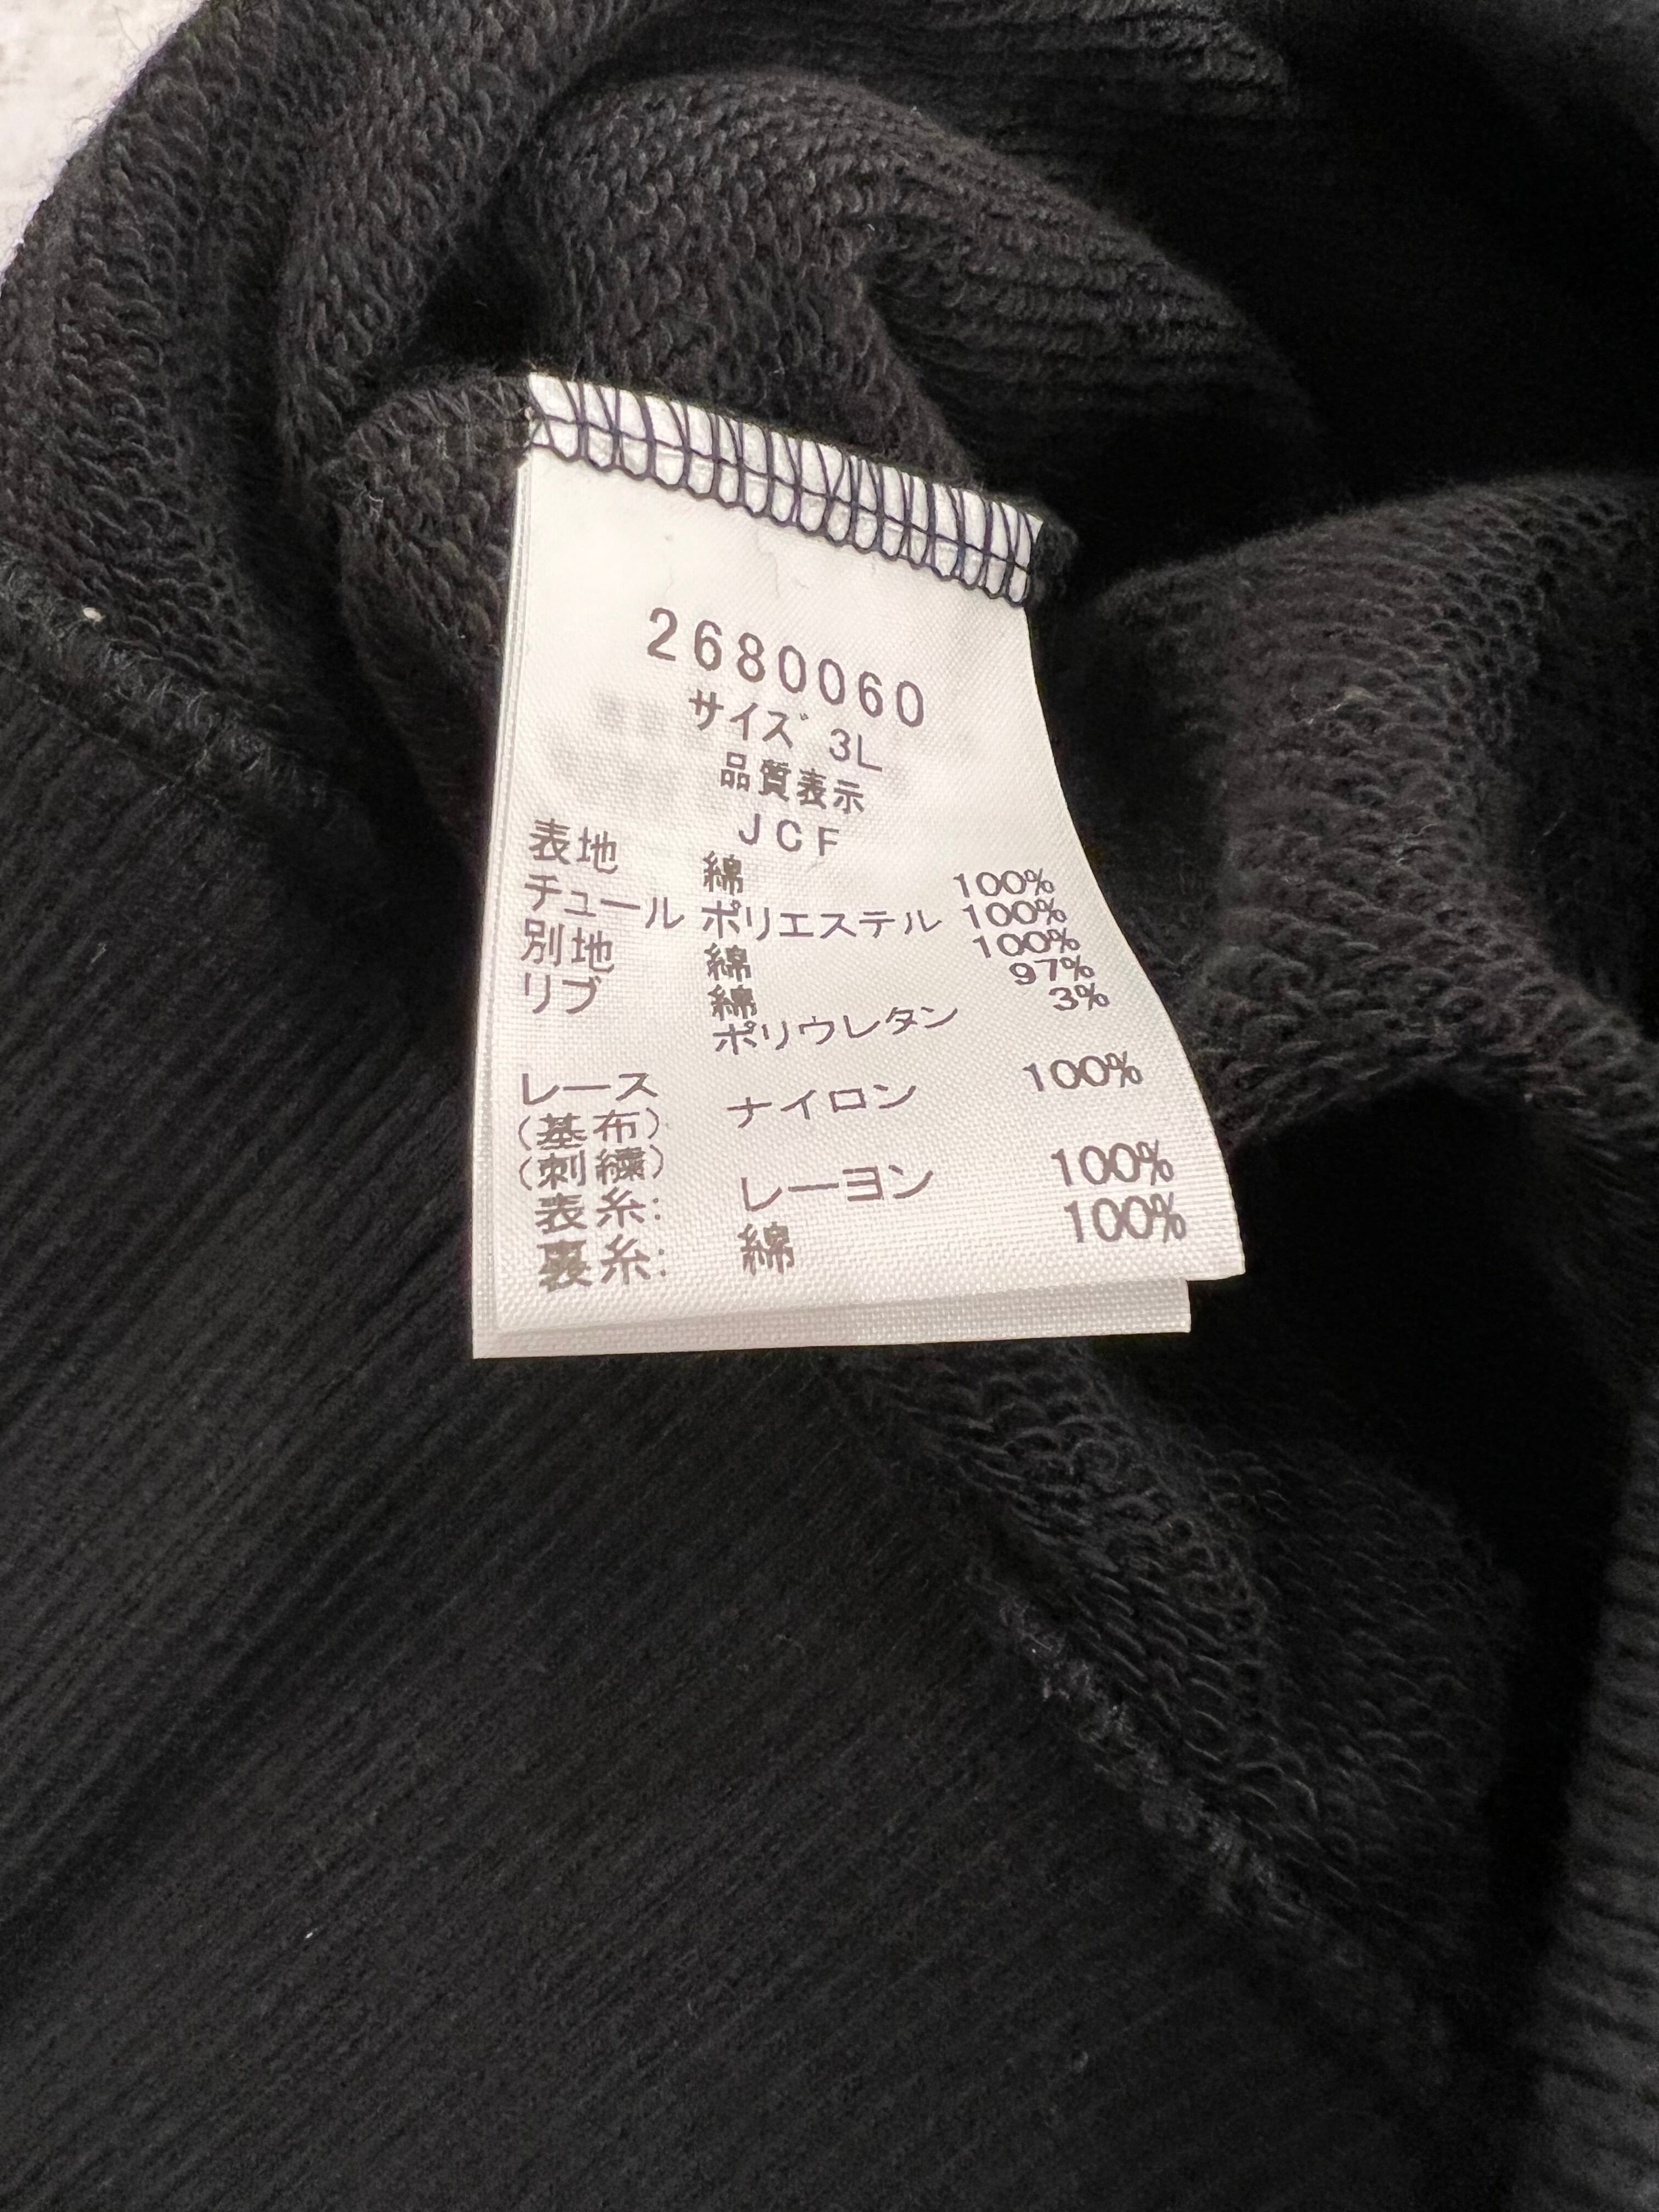 2680060
サイズ 3L
品質表示
JCF
表地 綿 100%
チュール ポリエステル 100%
別地 綿 100%
リブ 綿 97%
ポリウレタン 3%
レース
(基布) ナイロン 100%
(刺繍)
表糸: レーヨン 100%
裏糸: 綿 100%